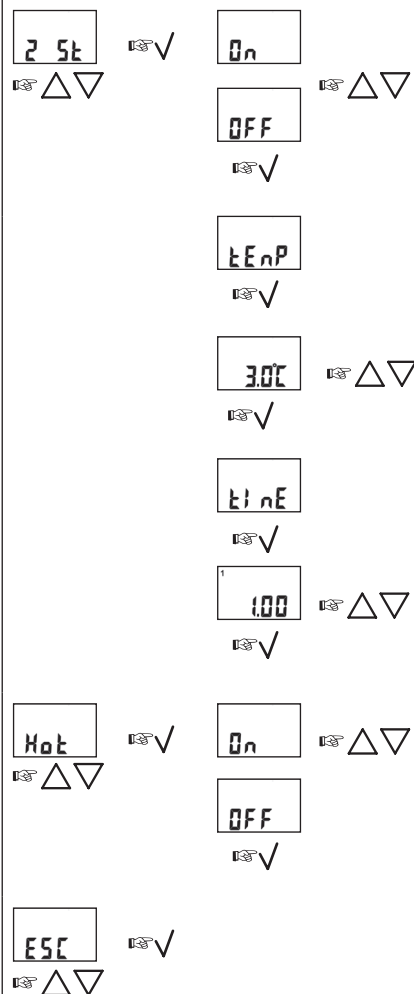 2 St
On
OFF
tEnP
3.0°C
tInE
1
1.00
Hot
On
OFF
ESC